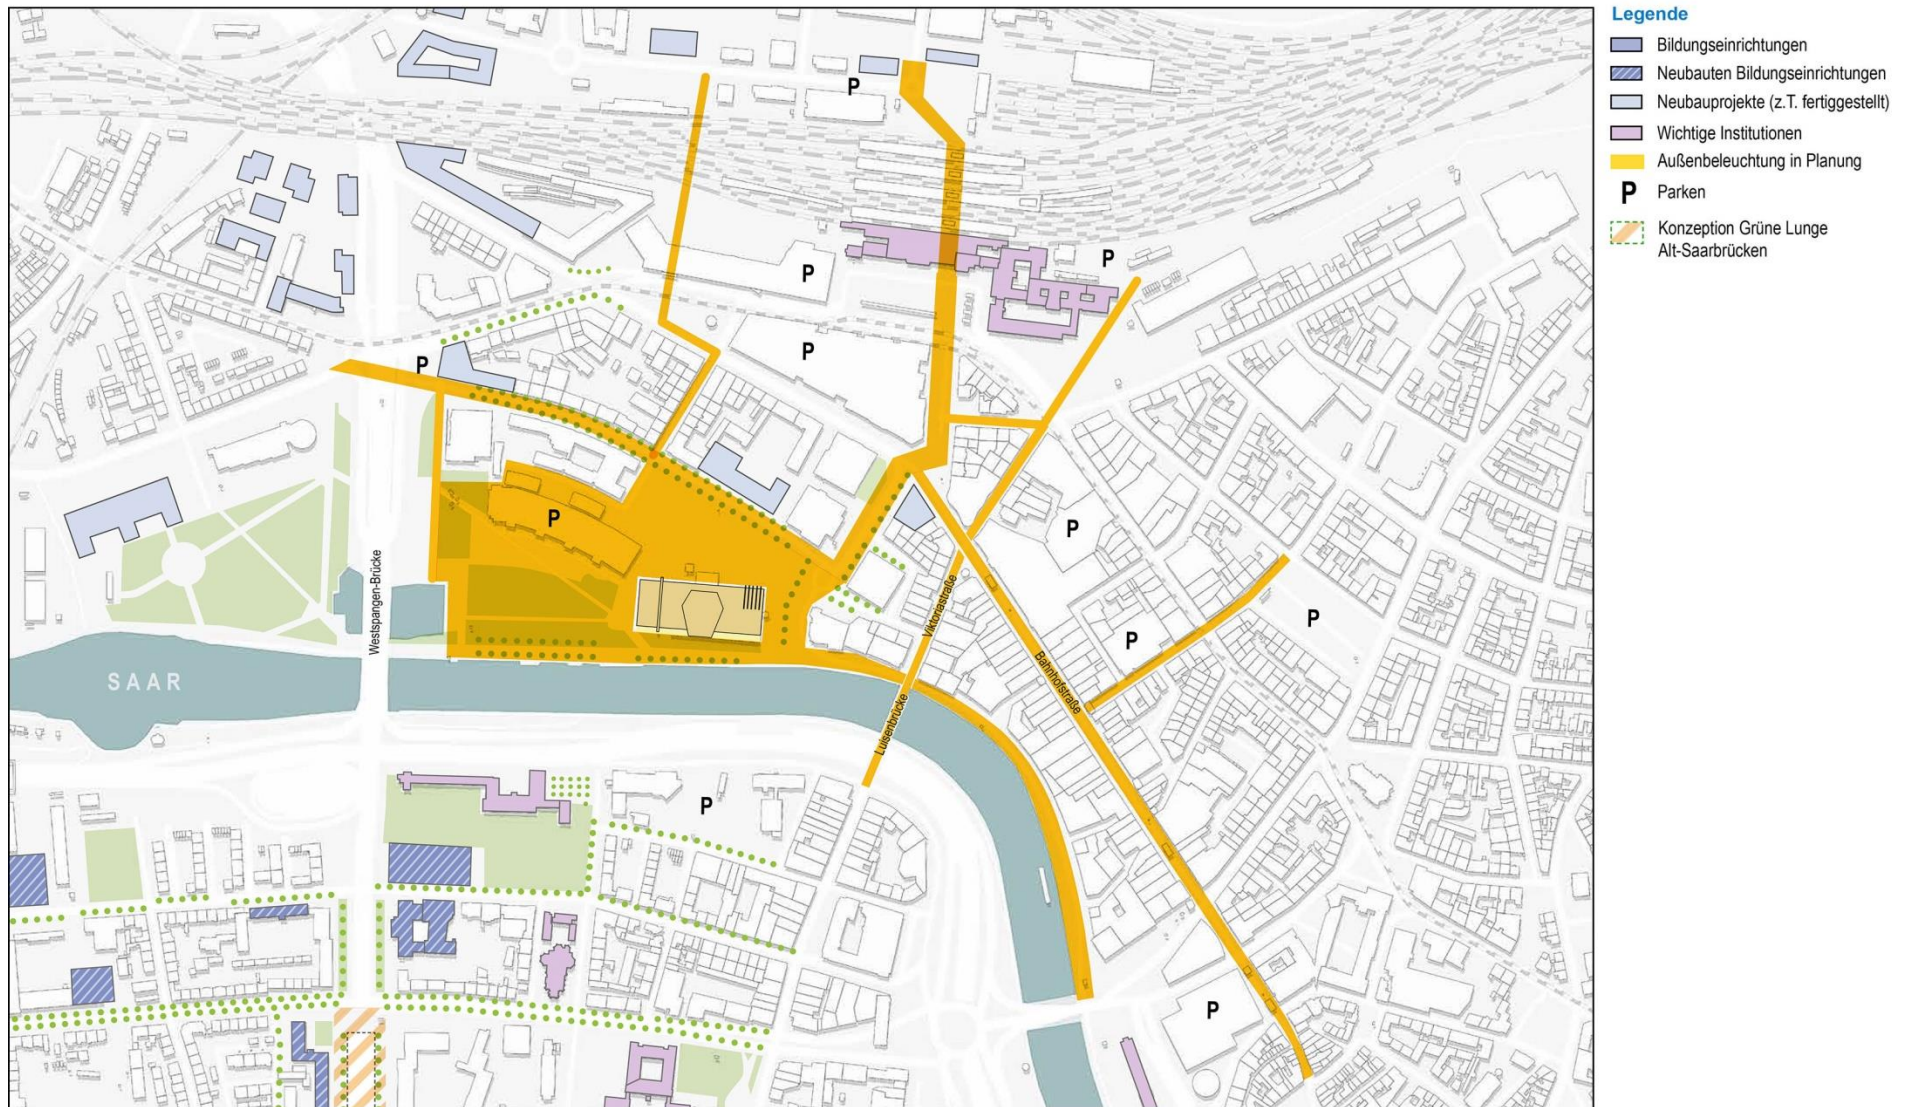 Legende
Bildungseinrichtungen
Neubauten Bildungseinrichtungen
Neubauprojekte (z.T. fertiggestellt)
Wichtige Institutionen
Außenbeleuchtung in Planung
P Parken
Konzeption Grüne Lunge
Alt-Saarbrücken
P
P
P
P
P
P
P
P
P
Westspangen-Brücke
Viktoriastraße
Bahnhofstraße
SAAR
Luisenbrücke
P
P